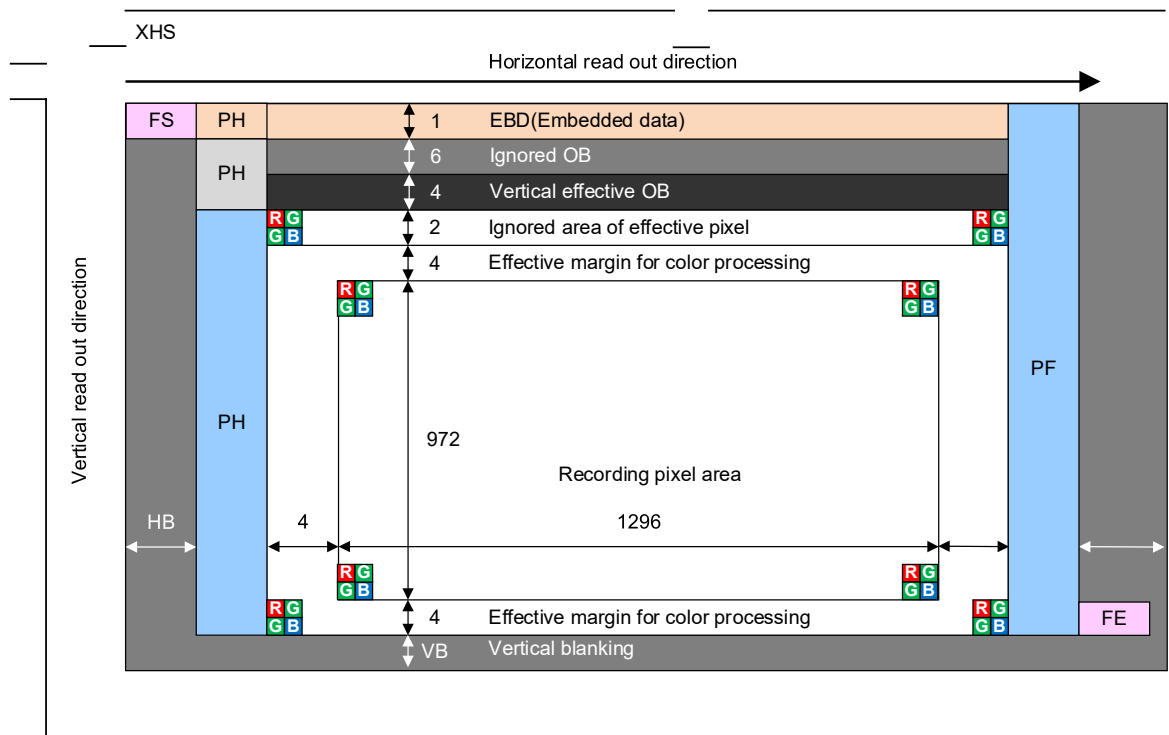 XHS
Horizontal read out direction
FS
PH
1
EBD(Embedded data)
PH
6
Ignored OB
4
Vertical effective OB
R G
G B
2
Ignored area of effective pixel
R G
G B
4
Effective margin for color processing
R G
G B
R G
G B
Vertical read out direction
PH
PF
972
Recording pixel area
HB
4
1296
R G
G B
R G
G B
R G
G B
4
Effective margin for color processing
R G
G B
FE
VB
Vertical blanking